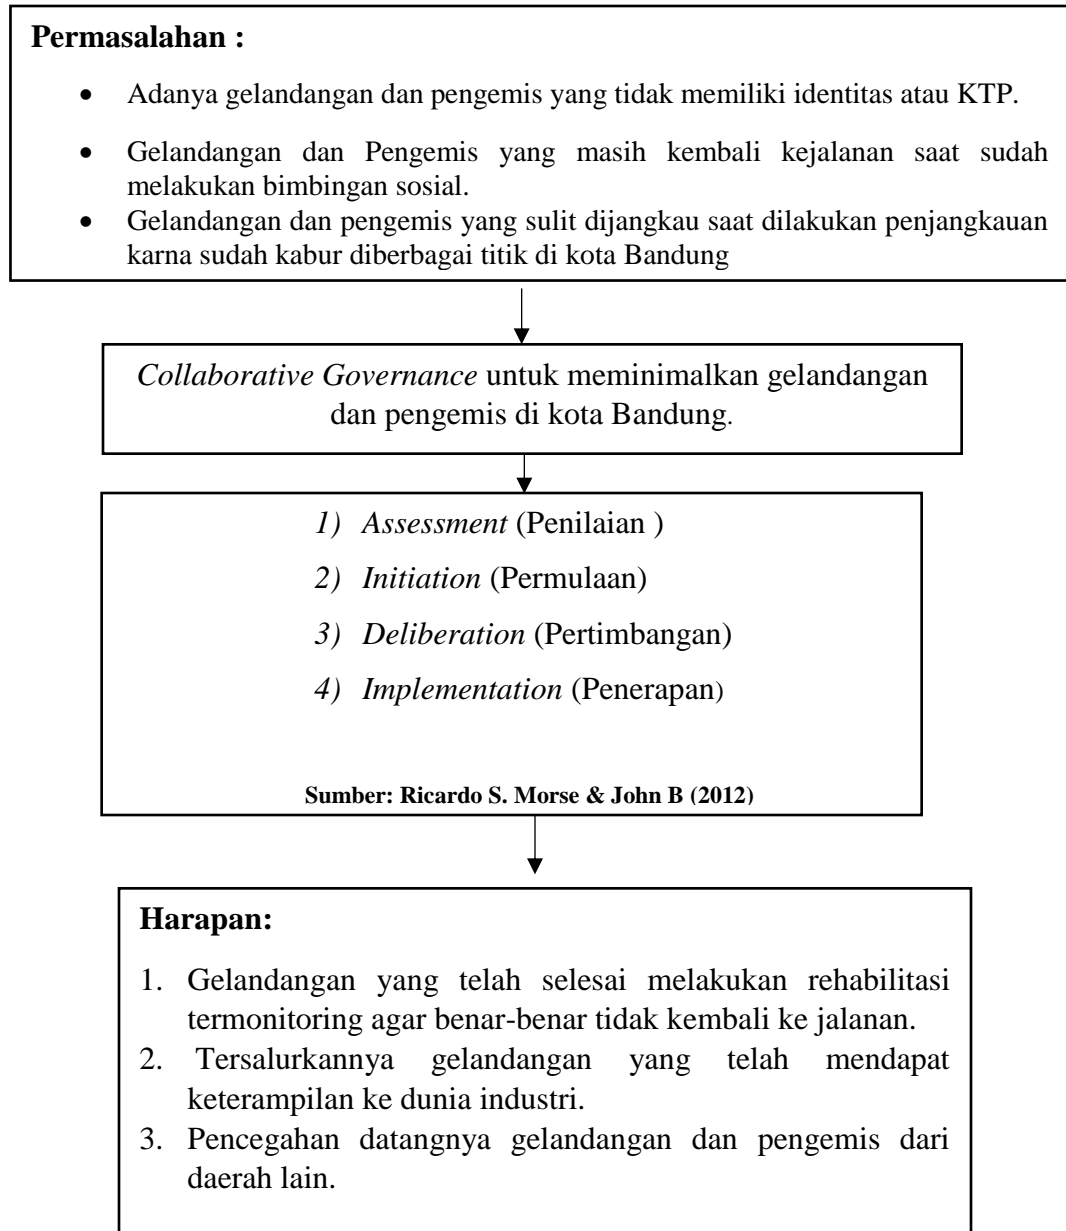 Permasalahan :
• Adanya gelandangan dan pengemis yang tidak memiliki identitas atau KTP.
• Gelandangan dan Pengemis yang masih kembali kejalanan saat sudah
melakukan bimbingan sosial.
• Gelandangan dan pengemis yang sulit dijangkau saat dilakukan penjangkauan
karna sudah kabur diberbagai titik di kota Bandung
Collaborative Governance untuk meminimalkan gelandangan
dan pengemis di kota Bandung.
1) Assessment (Penilaian )
2) Initiation (Permulaan)
3) Deliberation (Pertimbangan)
4) Implementation (Penerapan)
Sumber: Ricardo S. Morse & John B (2012)
Harapan:
1. Gelandangan yang telah selesai melakukan rehabilitasi
termonitoring agar benar-benar tidak kembali ke jalanan.
2. Tersalurkannya gelandangan yang telah mendapat
keterampilan ke dunia industri.
3. Pencegahan datangnya gelandangan dan pengemis dari
daerah lain.